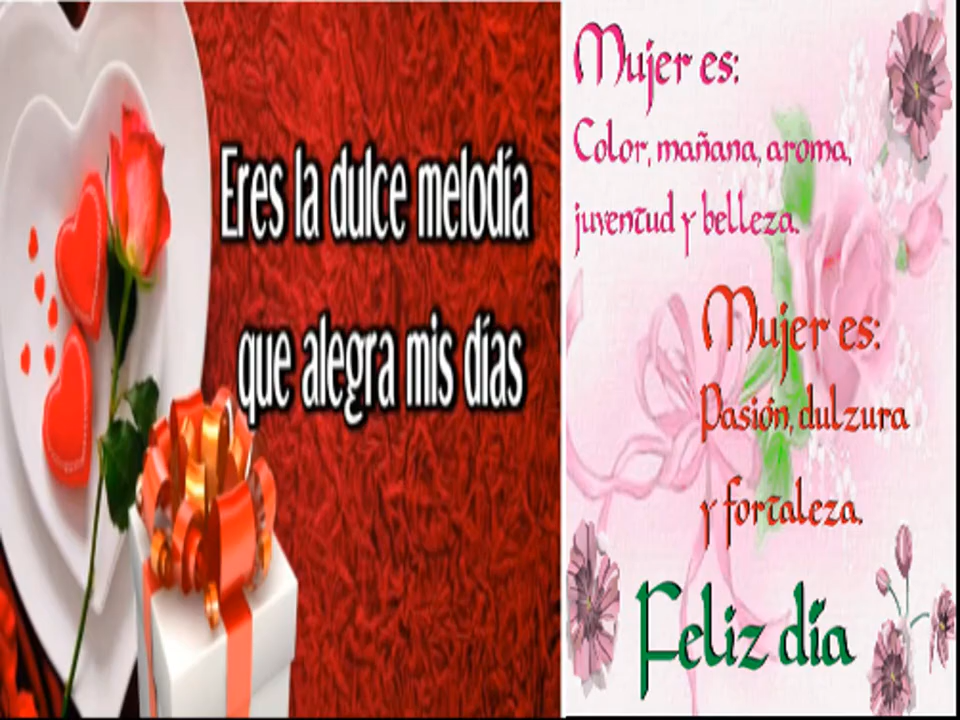 Eres la dulce melodía
que alegra mis días
Mujer es:
Color, mañana, aroma,
juventud y belleza.
Mujer es:
Pasión, dulzura
y fortaleza.
Feliz día